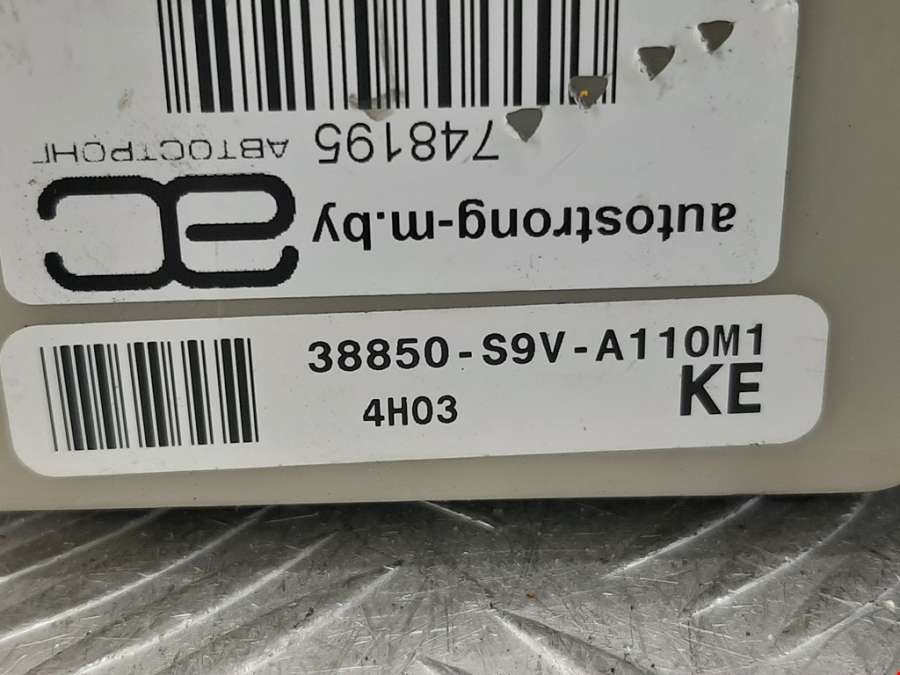 autostrong-m.by
748195 АВТОСТРОНГ
38850-S9V-A110M1
4H03
KE